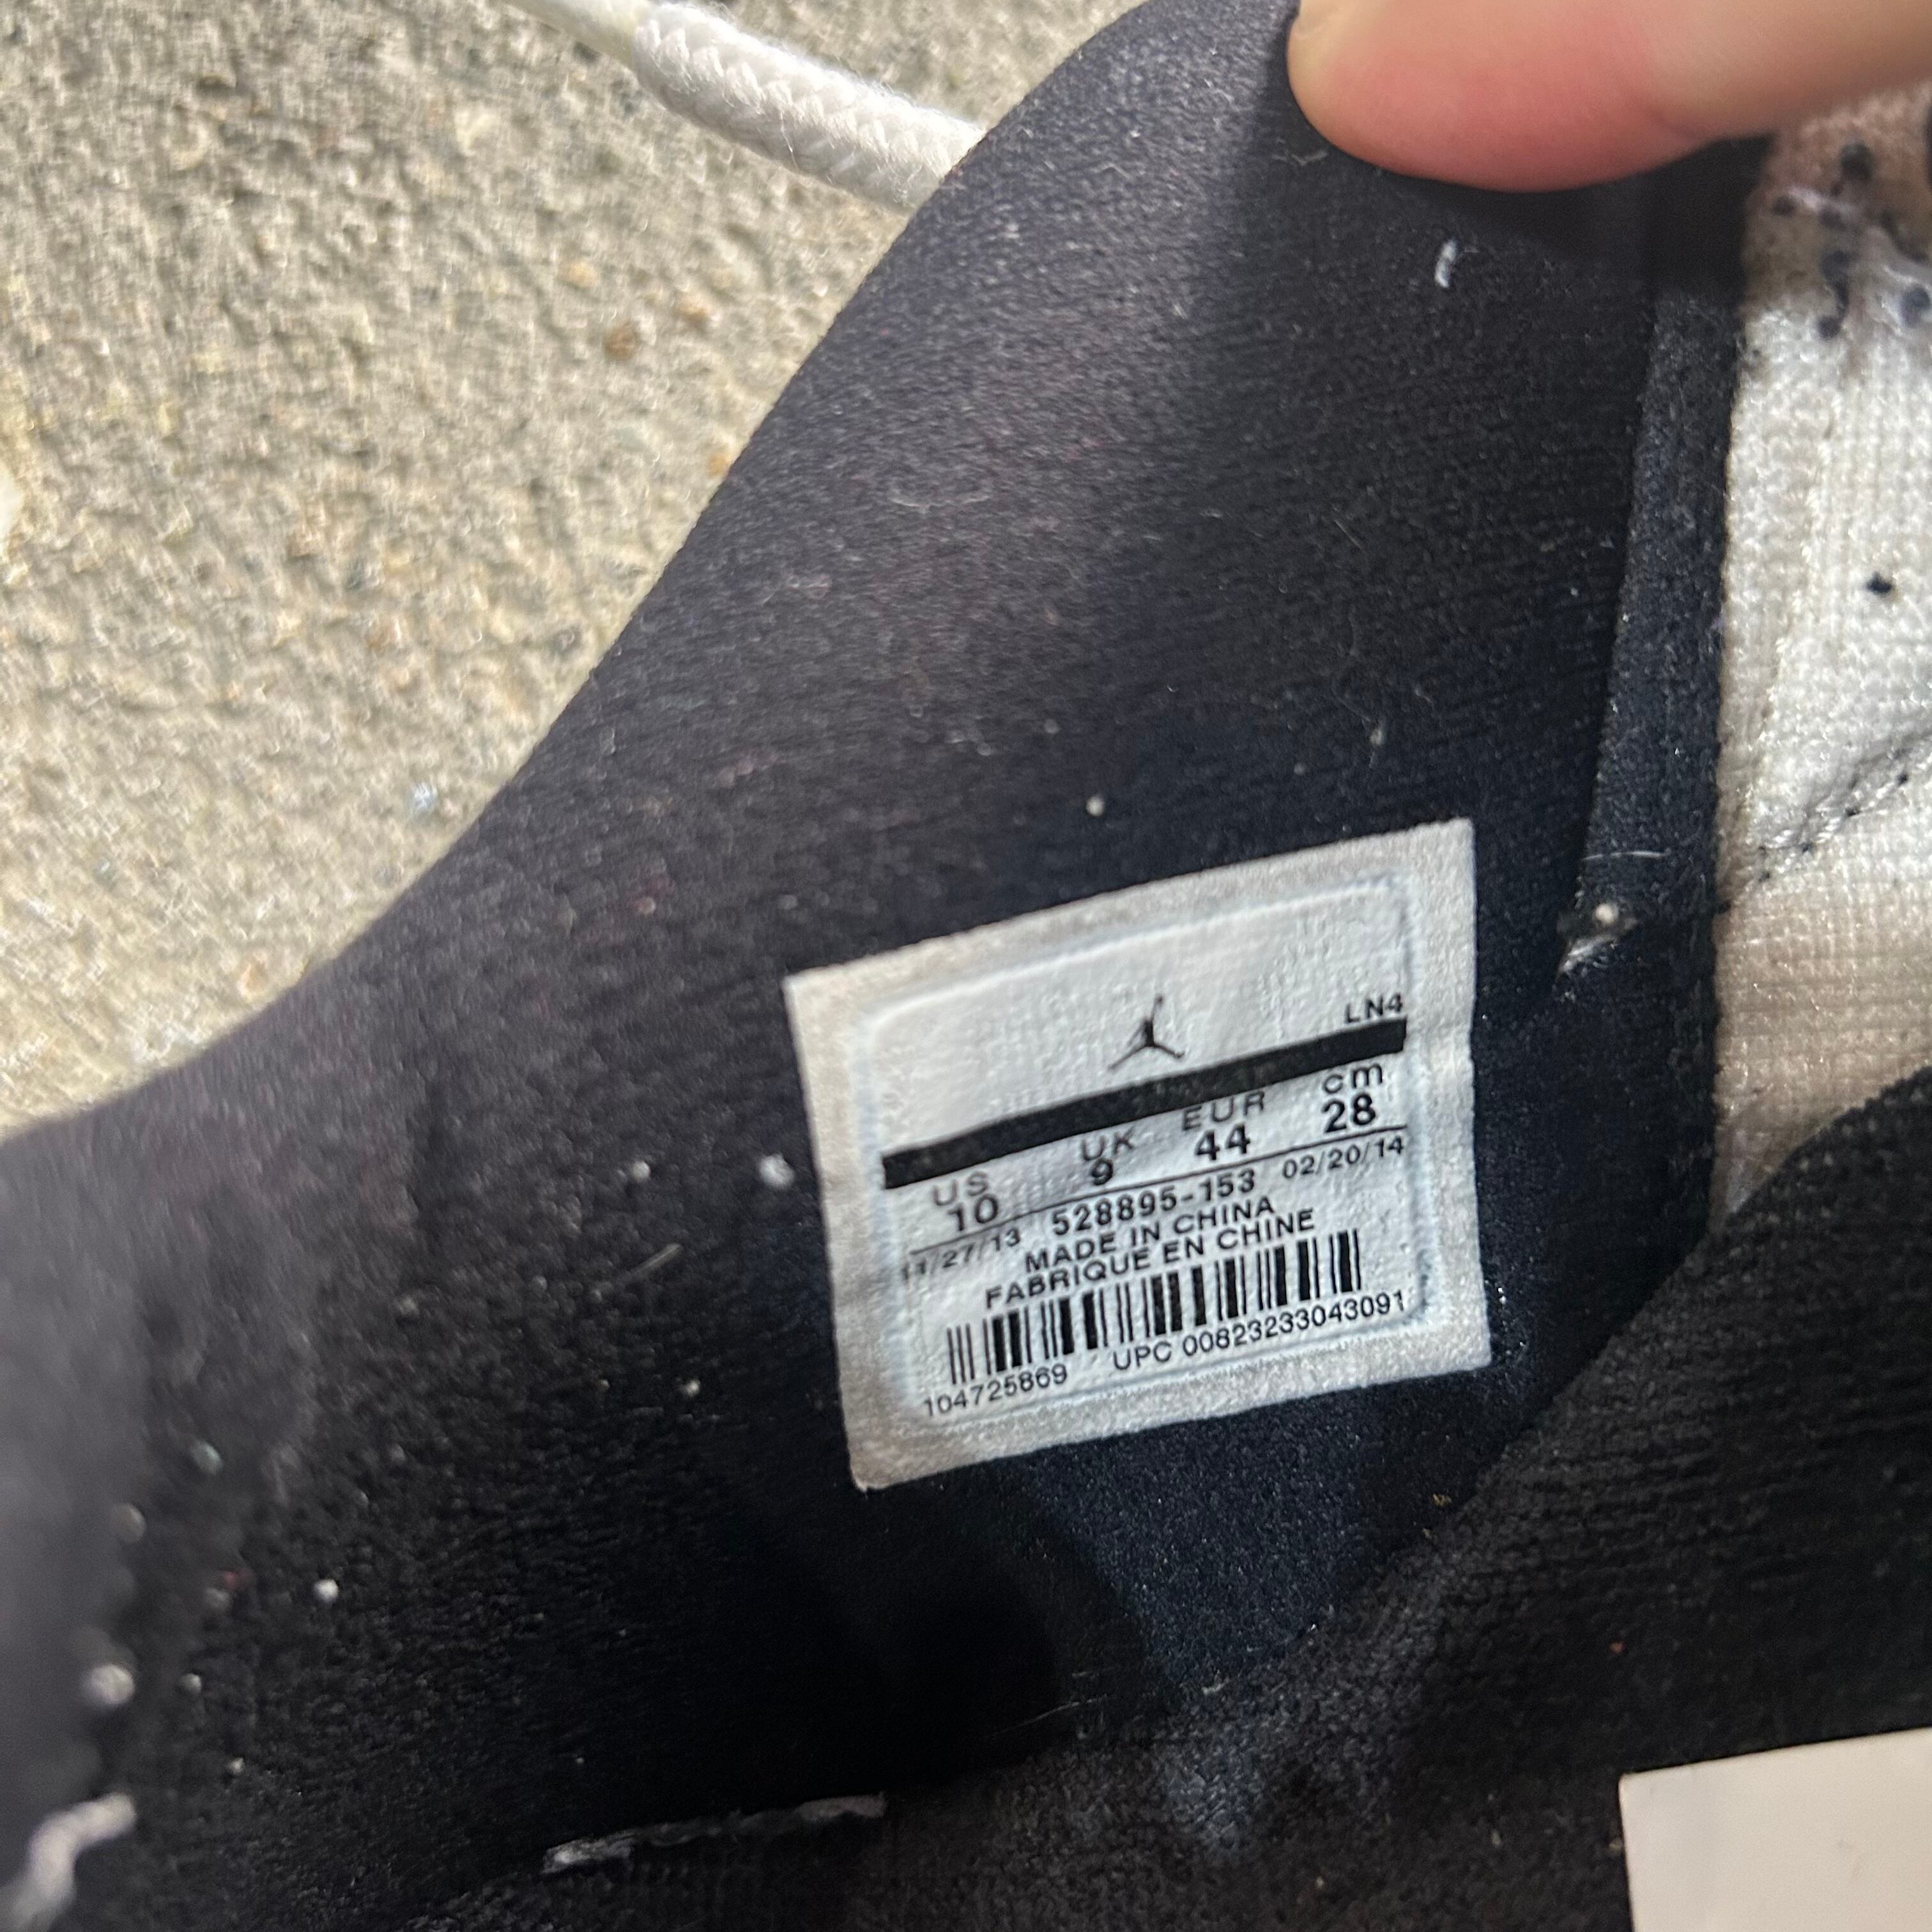 LN4
US UK EUR cm
10 9 44 28
11/27/13 528895-153 02/20/14
MADE IN CHINA
FABRIQUE EN CHINE
104725869 UPC 00823233043091